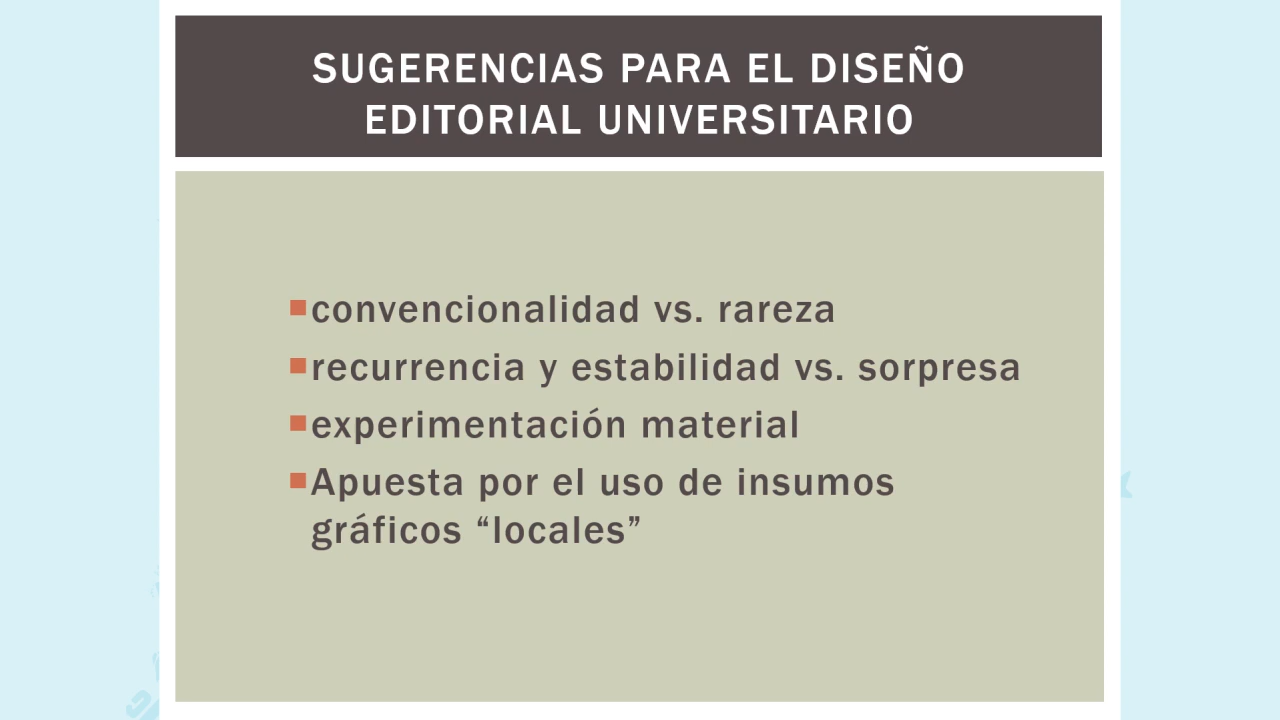 SUGERENCIAS PARA EL DISEÑO
EDITORIAL UNIVERSITARIO
convencionalidad vs. rareza
recurrencia y estabilidad vs. sorpresa
experimentación material
Apuesta por el uso de insumos
gráficos “locales”